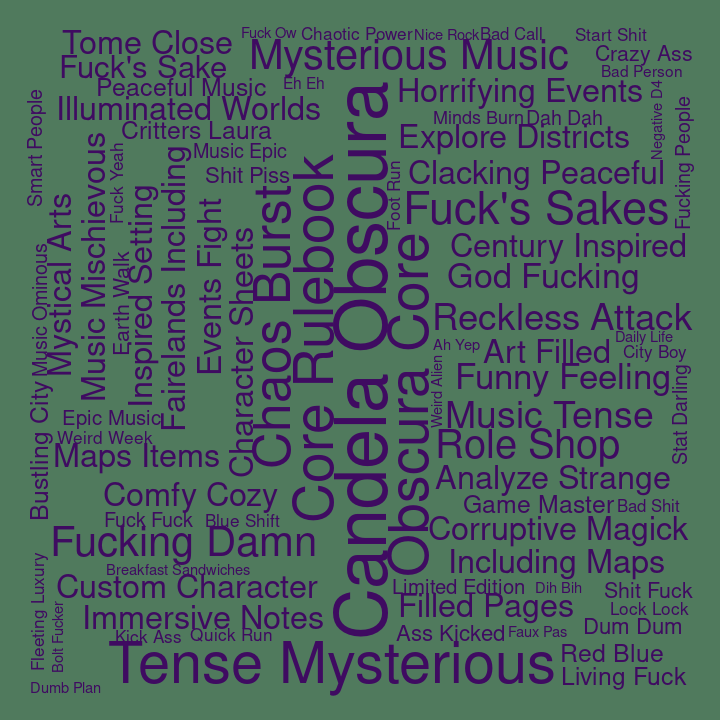 Fuck Ow
Chaotic Power
Nice Rock
Bad Call
Start Shit
Tome Close
Mysterious Music
Crazy Ass
Fuck's Sake
Bad Person
Peaceful Music
Eh Eh
Horrifying Events
Negative D4
Illuminated Worlds
Minds Burn
Dah Dah
Smart People
Critters Laura
Explore Districts
Fucking People
Music Epic
Fuck Yeah
Shit Piss
Clacking Peaceful
Foot Run
Fuck's Sakes
Mystical Arts
Music Mischievous
Inspired Setting
Fairelands Including
Events Fight
Character Sheets
Chaos Burst
Core Rulebook
Candela Obscura
Obscura Core
Century Inspired
God Fucking
Music Ominous
Earth Walk
Reckless Attack
Daily Life
Ah Yep
Art Filled
City Boy
Weird Alien
Funny Feeling
Stat Darling
Bustling City
Epic Music
Music Tense
Weird Week
Role Shop
Maps Items
Analyze Strange
Comfy Cozy
Game Master
Bad Shit
Fuck Fuck
Blue Shift
Corruptive Magick
Fucking Damn
Including Maps
Breakfast Sandwiches
Fleeting Luxury
Custom Character
Limited Edition
Dih Bih
Shit Fuck
Bolt Fucker
Immersive Notes
Filled Pages
Lock Lock
Kick Ass
Quick Run
Ass Kicked
Faux Pas
Dum Dum
Tense Mysterious
Red Blue
Living Fuck
Dumb Plan